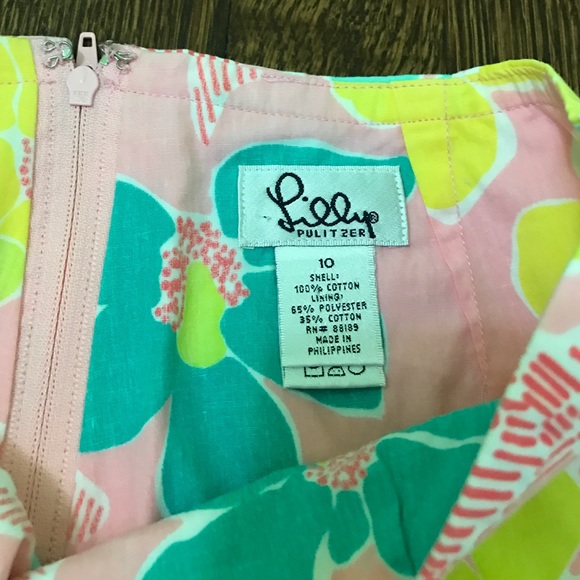 Lilly®
PULITZER
10
SHELL:
100% COTTON
LINING:
65% POLYESTER
35% COTTON
RN# 88189
MADE IN
PHILIPPINES